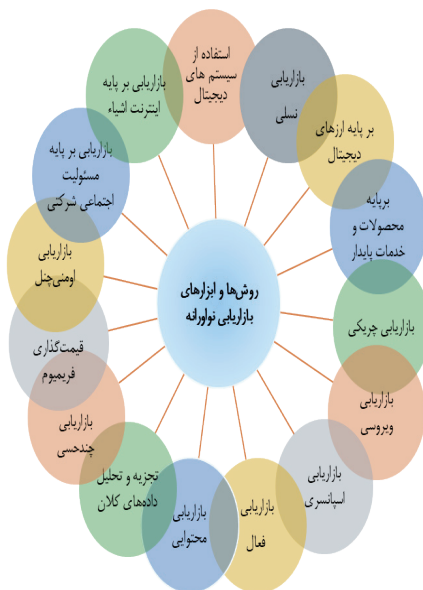 روش‌ها و ابزارهای
بازاریابی نوآورانه
استفاده از
سیستم های
دیجیتال
بازاریابی
نسلی
بر پایه ارزهای
دیجیتال
برپایه
محصولات و
خدمات پایدار
بازاریابی چریکی
بازاریابی
ویروسی
بازاریابی
اسپانسری
بازاریابی
فعال
بازاریابی
محتوایی
تجزیه و تحلیل
داده‌های کلان
بازاریابی
چندحسی
قیمت‌گذاری
فریمیوم
بازاریابی
اومنی‌چنل
بازاریابی بر پایه
مسئولیت
اجتماعی شرکتی
بازاریابی بر پایه
اینترنت اشیاء